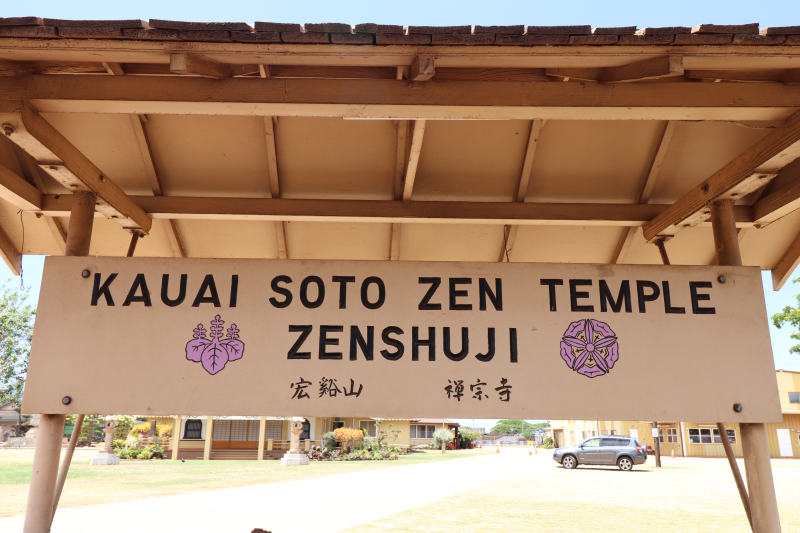 KAUAI SOTO ZEN TEMPLE
ZENSHUJI
宏谿山 禅宗寺